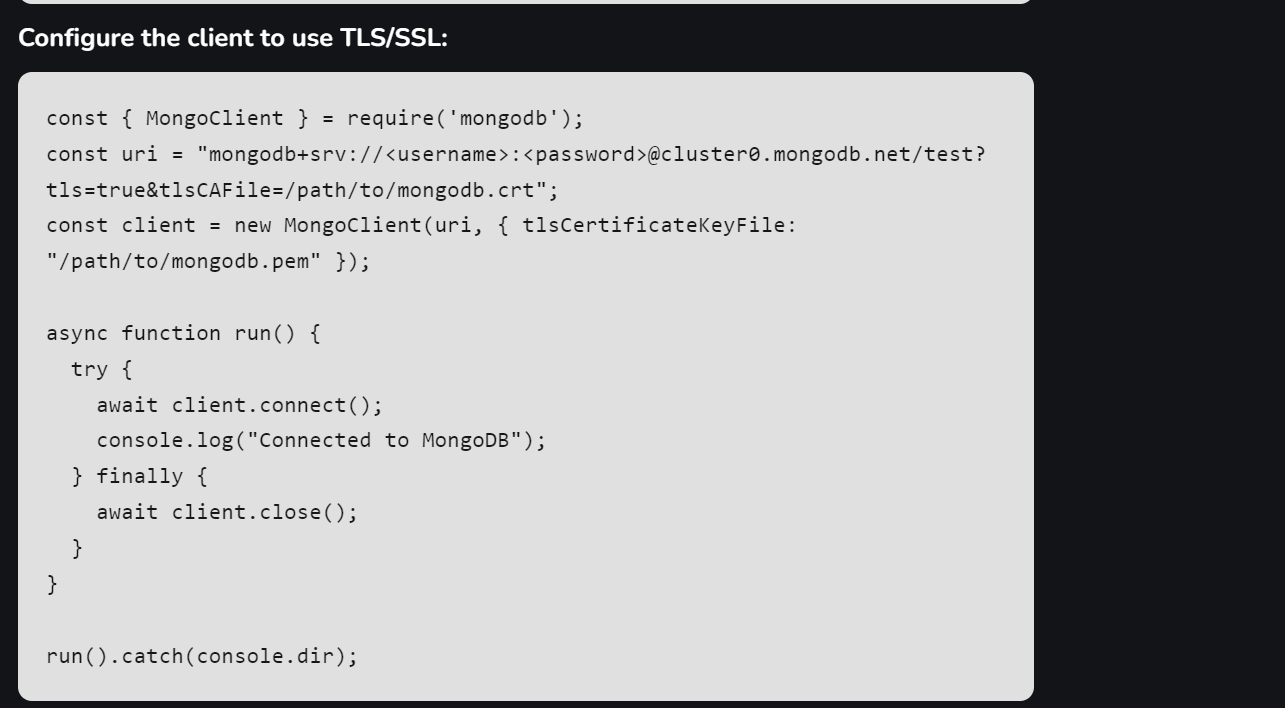 Configure the client to use TLS/SSL:
const { MongoClient } = require('mongodb');
const uri = "mongodb+srv://<username>:<password>@cluster0.mongodb.net/test?
tls=true&tlsCAFile=/path/to/mongodb.crt";
const client = new MongoClient(uri, { tlsCertificateKeyFile:
"/path/to/mongodb.pem" });

async function run() {
  try {
    await client.connect();
    console.log("Connected to MongoDB");
  } finally {
    await client.close();
  }
}

run().catch(console.dir);